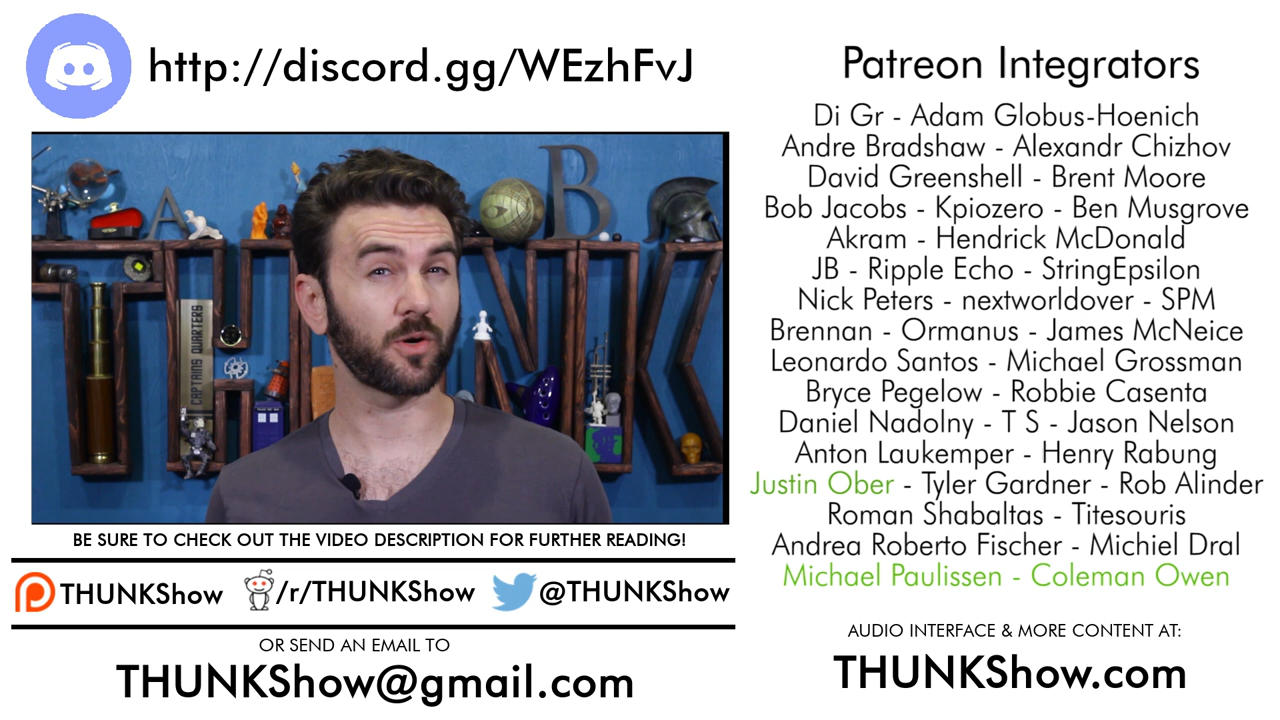 http://discord.gg/WEzhFvJ
A
B
CAPTAINS QUARTERS
BE SURE TO CHECK OUT THE VIDEO DESCRIPTION FOR FURTHER READING!
THUNKShow
/r/THUNKShow
@THUNKShow
OR SEND AN EMAIL TO
THUNKShow@gmail.com
Patreon Integrators
Di Gr - Adam Globus-Hoenich
Andre Bradshaw - Alexandr Chizhov
David Greenshell - Brent Moore
Bob Jacobs - Kpiozero - Ben Musgrove
Akram - Hendrick McDonald
JB - Ripple Echo - StringEpsilon
Nick Peters - nextworldover - SPM
Brennan - Ormanus - James McNeice
Leonardo Santos - Michael Grossman
Bryce Pegelow - Robbie Casenta
Daniel Nadolny - T S - Jason Nelson
Anton Laukemper - Henry Rabung
Justin Ober - Tyler Gardner - Rob Alinder
Roman Shabaltas - Titesouris
Andrea Roberto Fischer - Michiel Dral
Michael Paulissen - Coleman Owen
AUDIO INTERFACE & MORE CONTENT AT:
THUNKShow.com